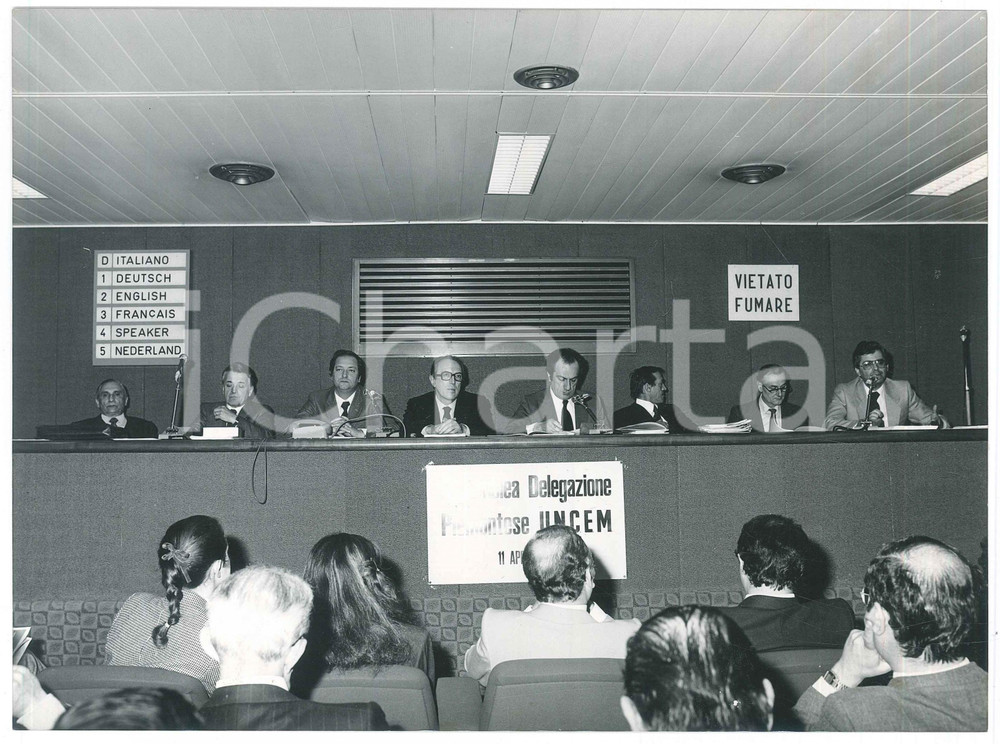 D ITALIANO
1 DEUTSCH
2 ENGLISH
3 FRANCAIS
4 SPEAKER
5 NEDERLAND
VIETATO
FUMARE
iCharta
Delegazione
UNCEM
11